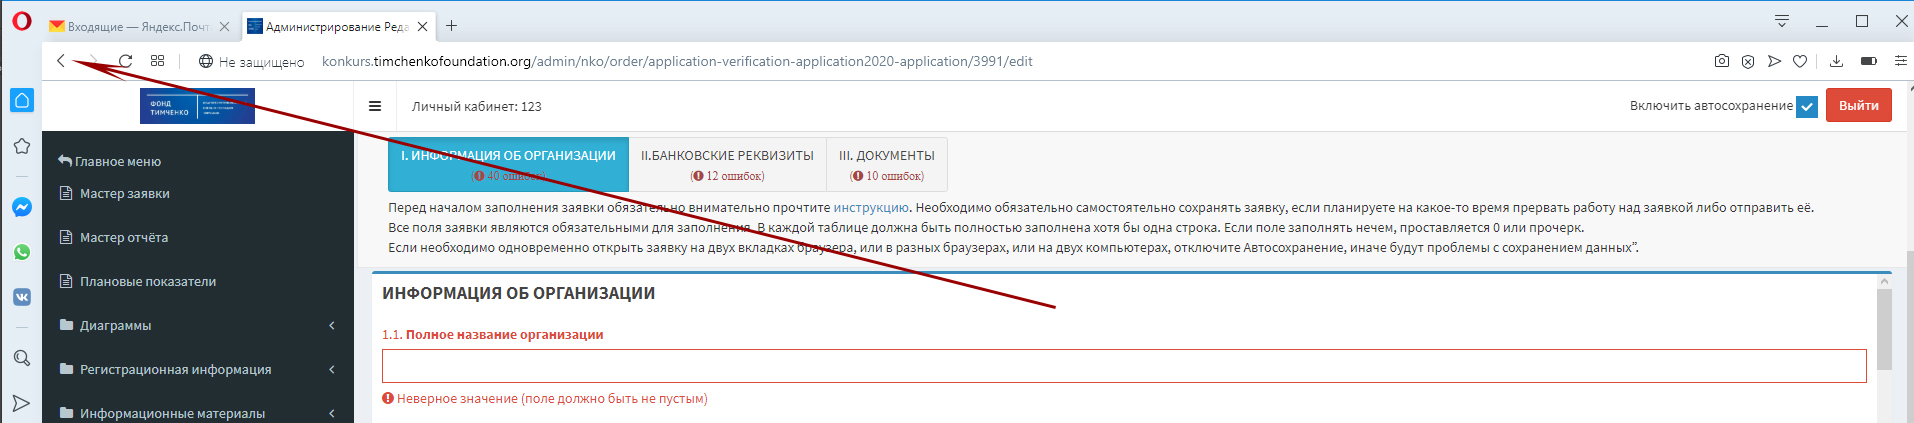 Входящие — Яндекс.Почт
Администрирование Реда
Не защищено
konkurs.timchenkofoundation.org/admin/nko/order/application-verification-application2020-application/3991/edit
ФОНД
ТИМЧЕНКО
Личный кабинет: 123
Включить автосохранение
Выйти
Главное меню
Мастер заявки
Мастер отчёта
Плановые показатели
Диаграммы
Регистрационная информация
Информационные материалы
I. ИНФОРМАЦИЯ ОБ ОРГАНИЗАЦИИ
(40 ошибок)
II.БАНКОВСКИЕ РЕКВИЗИТЫ
(12 ошибок)
III. ДОКУМЕНТЫ
(10 ошибок)
Перед началом заполнения заявки обязательно внимательно прочтите инструкцию. Необходимо обязательно самостоятельно сохранять заявку, если планируете на какое-то время прервать работу над заявкой либо отправить её.
Все поля заявки являются обязательными для заполнения. В каждой таблице должна быть полностью заполнена хотя бы одна строка. Если поле заполнять нечем, проставляется 0 или прочерк.
Если необходимо одновременно открыть заявку на двух вкладках браузера, или в разных браузерах, или на двух компьютерах, отключите Автосохранение, иначе будут проблемы с сохранением данных”.
ИНФОРМАЦИЯ ОБ ОРГАНИЗАЦИИ
1.1. Полное название организации
Неверное значение (поле должно быть не пустым)